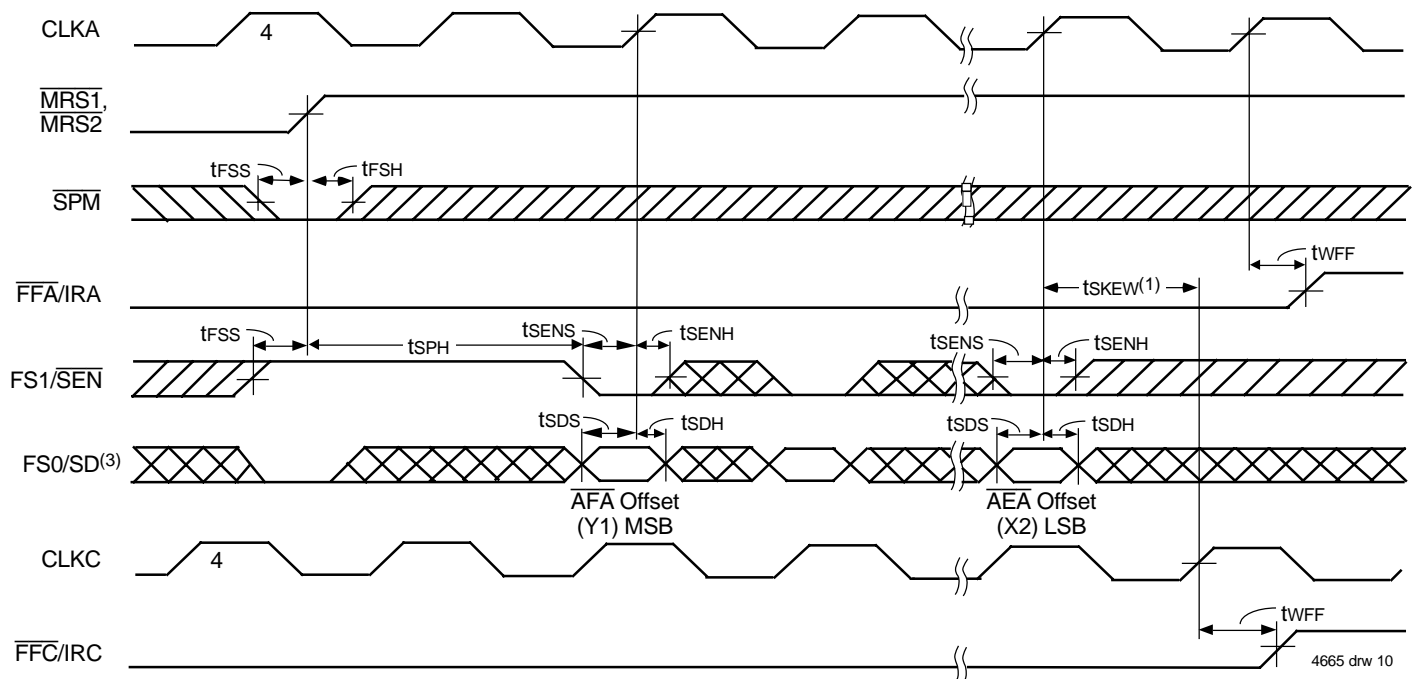 CLKA
4
MRS1,
MRS2
tFSS
tFSH
SPM
tWFF
FFA/IRA
tSKEW(1)
tFSS
tSPH
tSENS
tSENH
tSENS
tSENH
FS1/SEN
tSDS
tSDH
tSDS
tSDH
FS0/SD(3)
AFA Offset
(Y1) MSB
AEA Offset
(X2) LSB
4
CLKC
tWFF
FFC/IRC
4665 drw 10